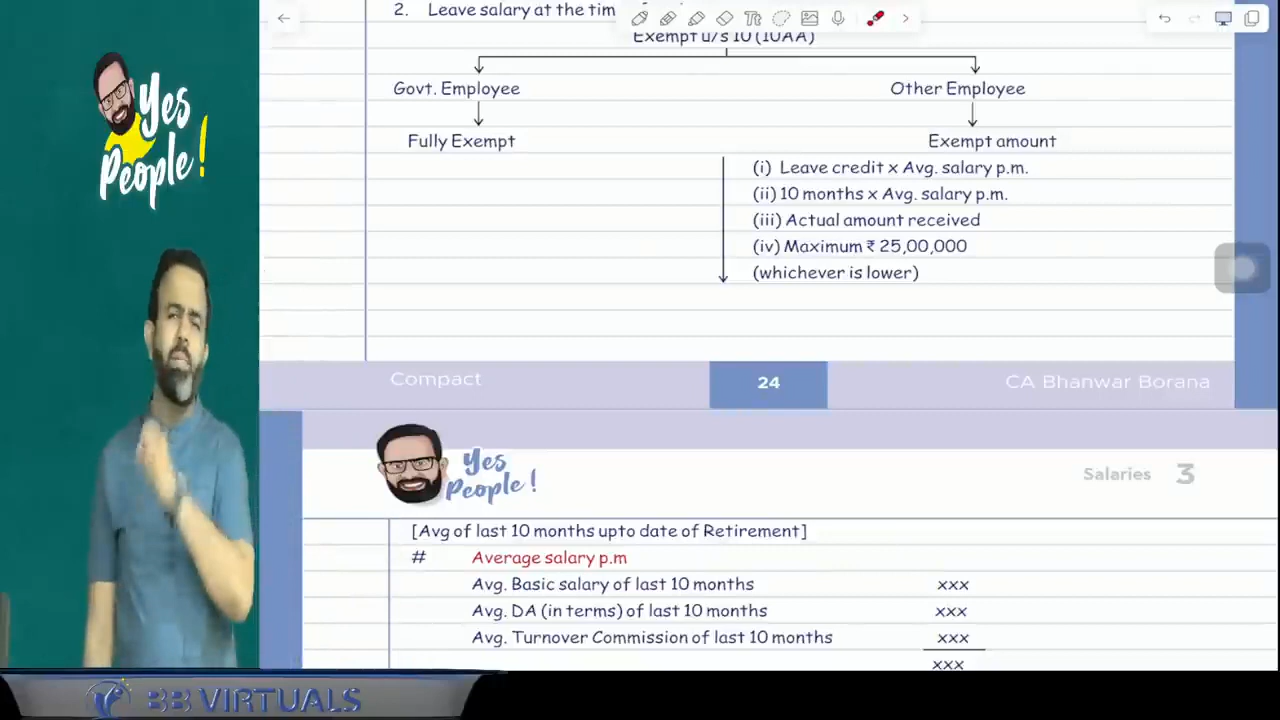 Yes
People!
2. Leave salary at the tim
Exempt u/s 10 (10AA)
Govt. Employee
Other Employee
Fully Exempt
Exempt amount
(i) Leave credit x Avg. salary p.m.
(ii) 10 months x Avg. salary p.m.
(iii) Actual amount received
(iv) Maximum ₹ 25,00,000
(whichever is lower)
Compact
24
CA Bhanwar Borana
Yes
People!
Salaries 3
[Avg of last 10 months upto date of Retirement]
# Average salary p.m
Avg. Basic salary of last 10 months xxx
Avg. DA (in terms) of last 10 months xxx
Avg. Turnover Commission of last 10 months xxx
xxx
BB VIRTUALS